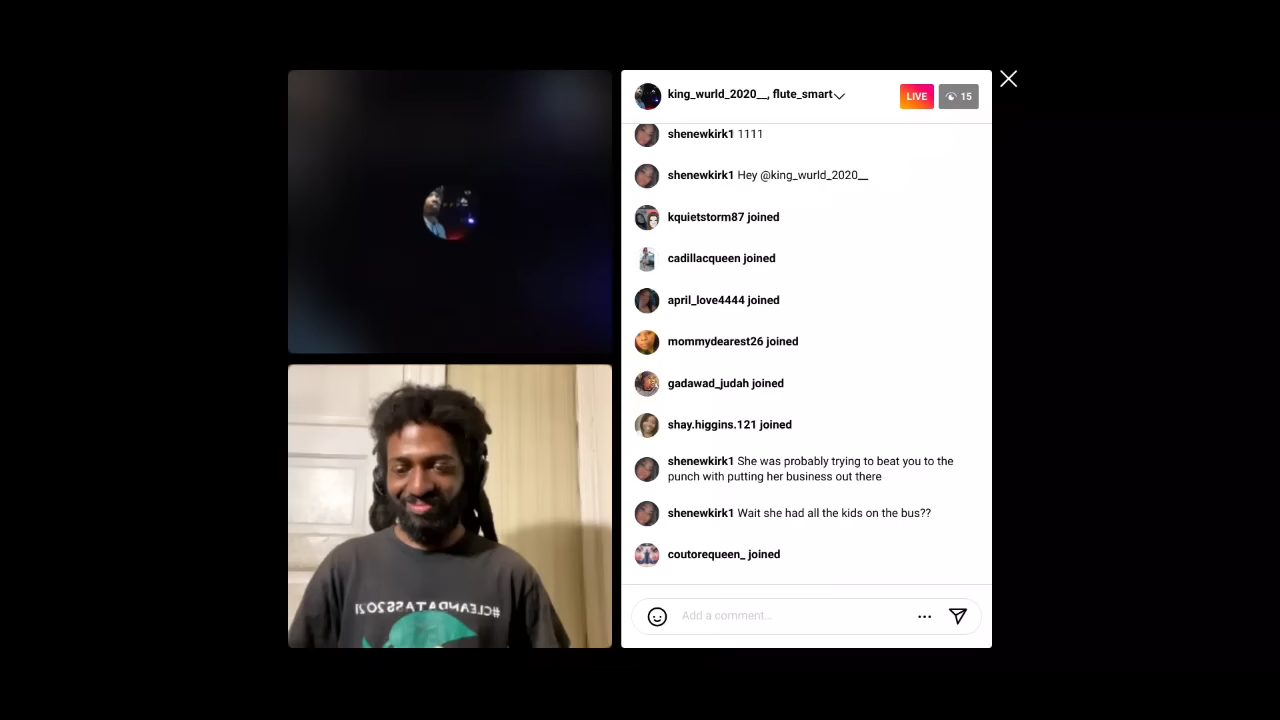 king_wurld_2020__, flute_smart
LIVE
15
shenewkirk1 1111
shenewkirk1 Hey @king_wurld_2020__
kquietstorm87 joined
cadillacqueen joined
april_love4444 joined
mommydearest26 joined
gadawad_judah joined
shay.higgins.121 joined
shenewkirk1 She was probably trying to beat you to the
punch with putting her business out there
shenewkirk1 Wait she had all the kids on the bus??
coutorequeen_ joined
Add a comment...
#CLEANDATASS2021